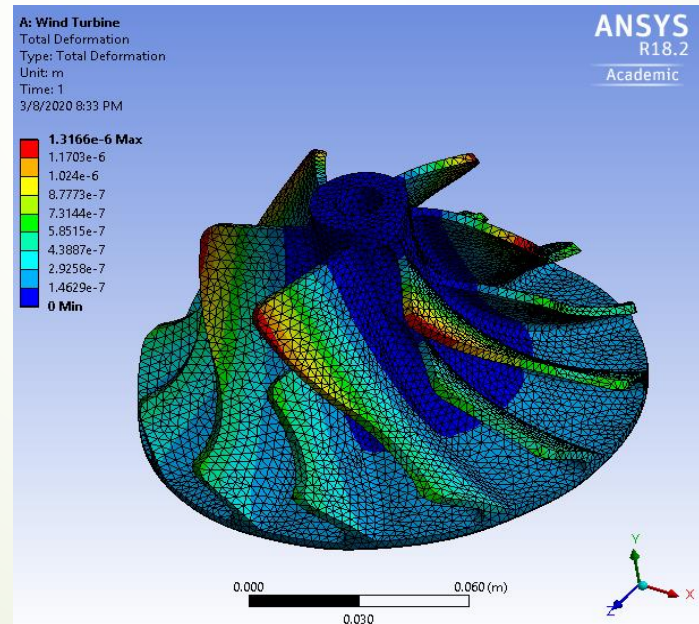 A: Wind Turbine
Total Deformation
Type: Total Deformation
Unit: m
Time: 1
3/8/2020 8:33 PM
ANSYS
R18.2
Academic
1.3166e-6 Max
1.1703e-6
1.024e-6
8.7773e-7
7.3144e-7
5.8515e-7
4.3887e-7
2.9258e-7
1.4629e-7
0 Min
0.000
0.060 (m)
0.030
Y
X
Z